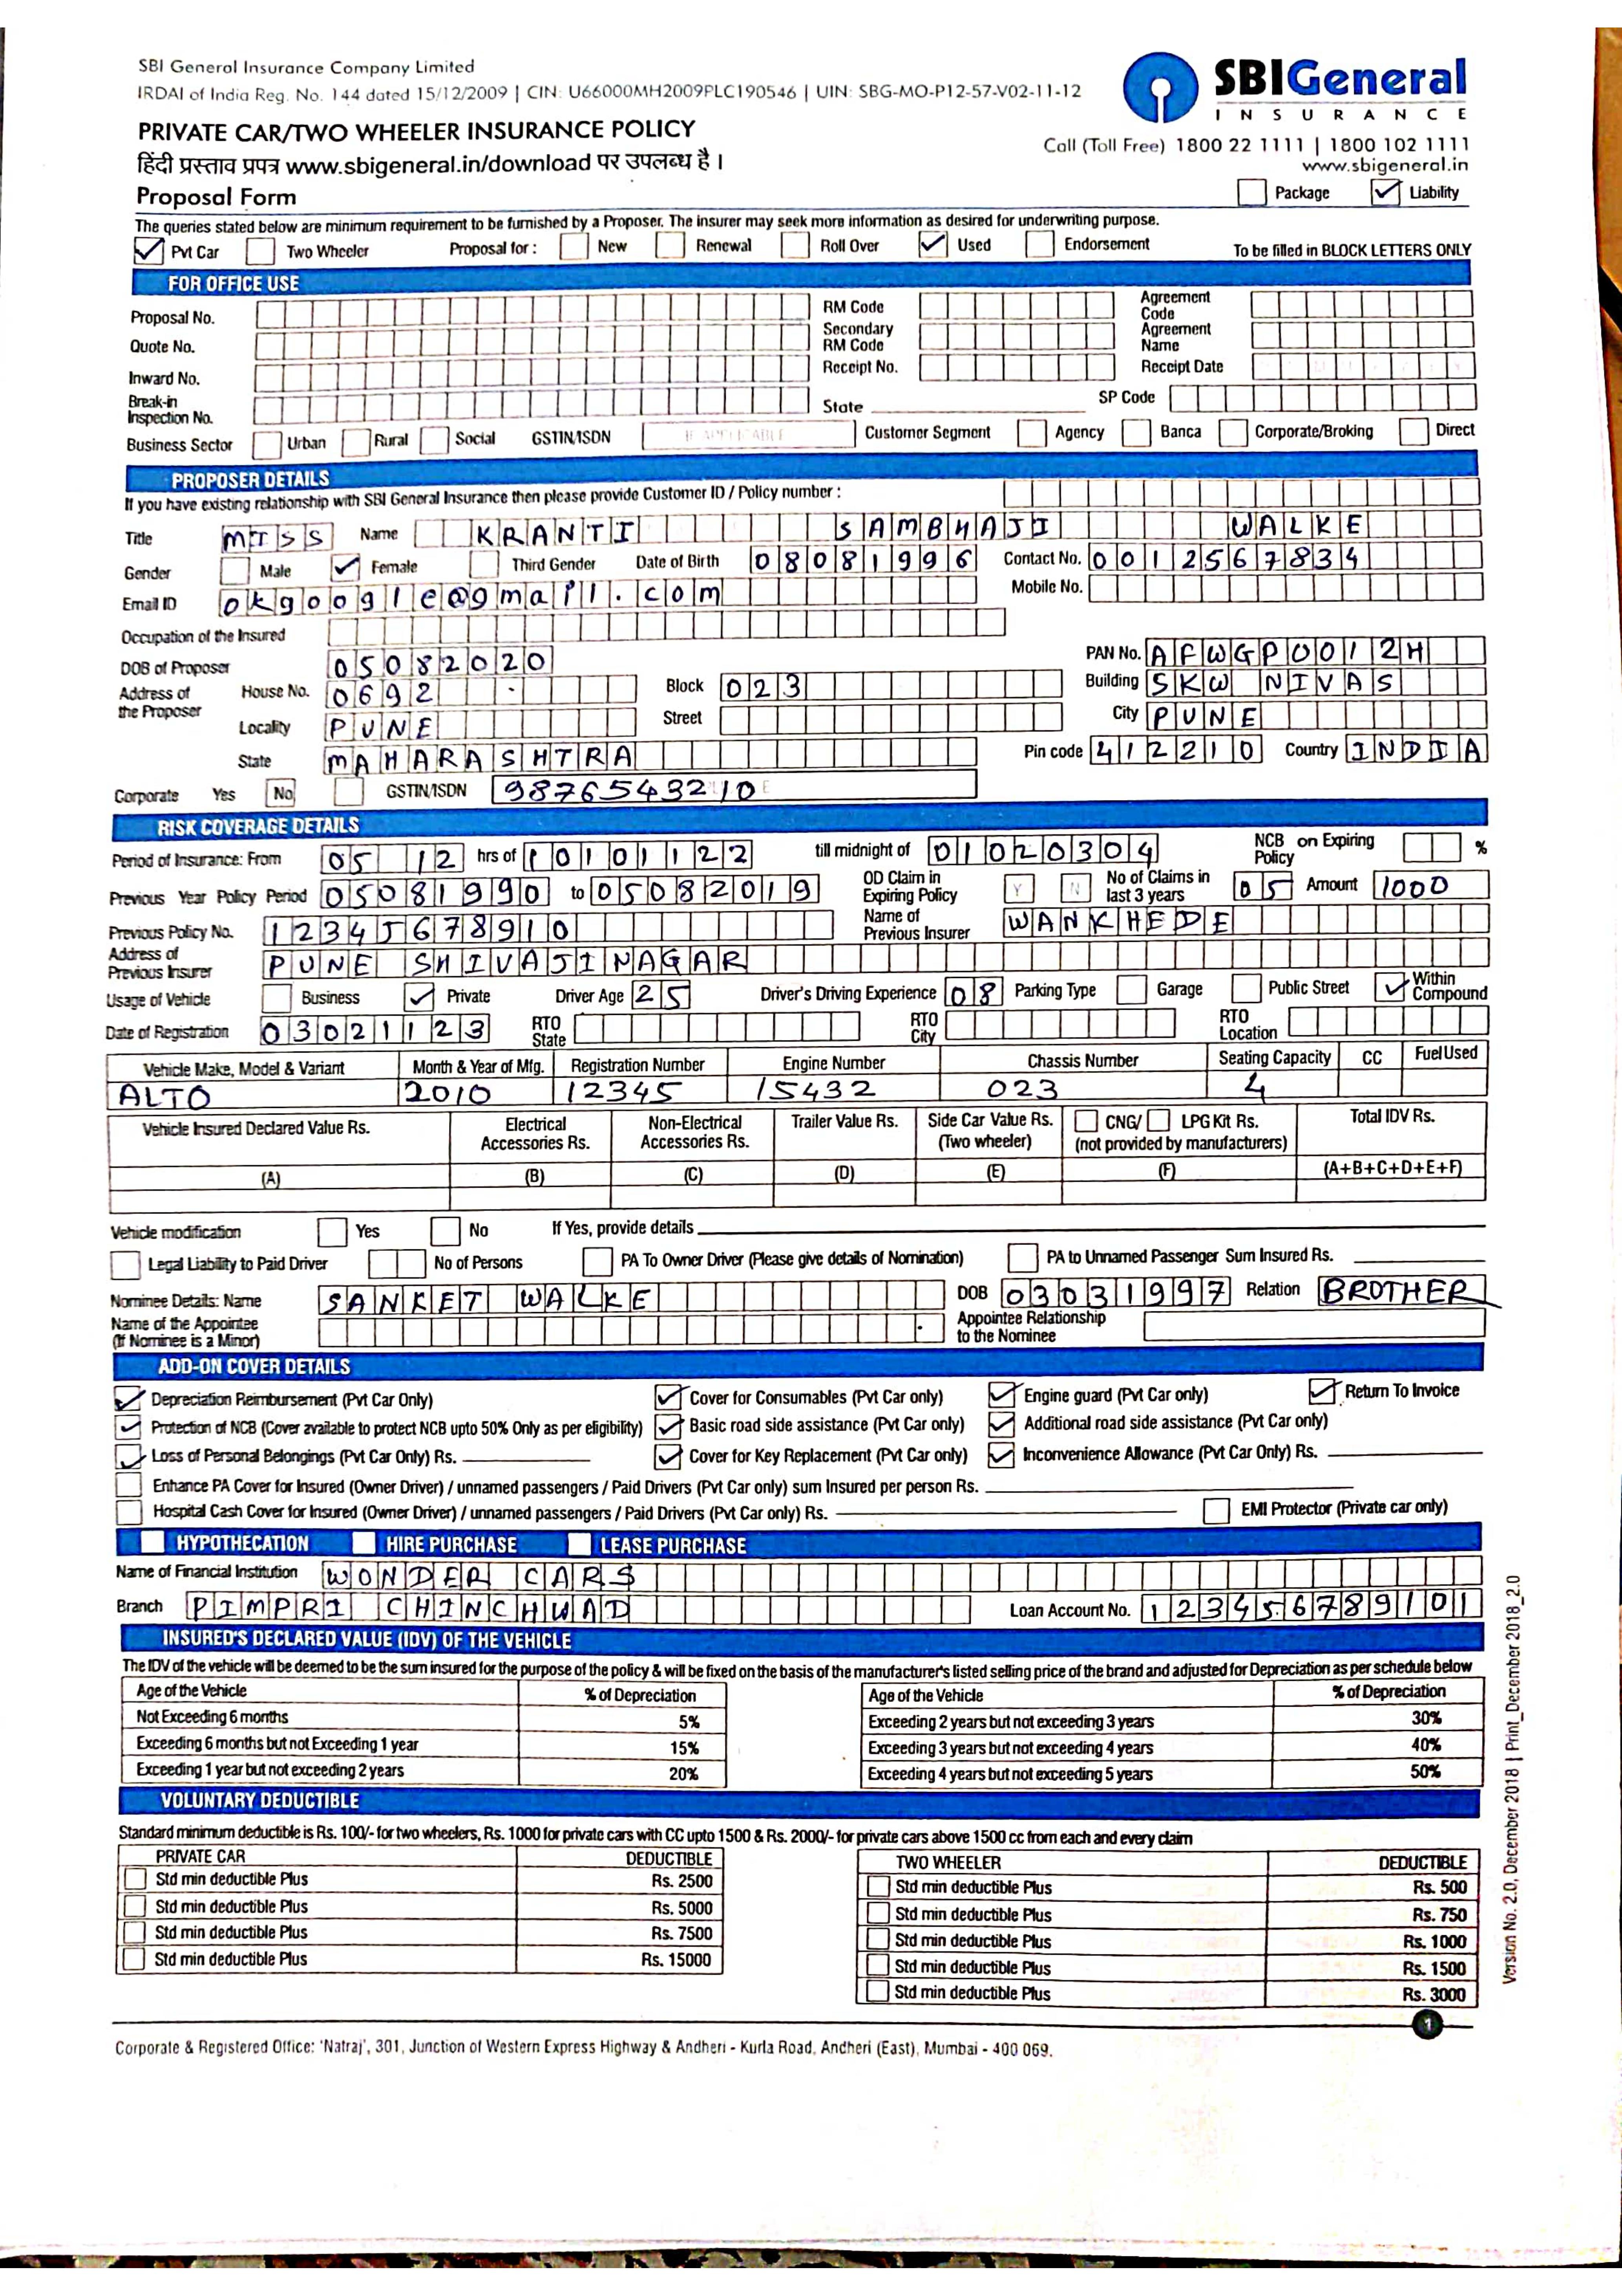 SBI General Insurance Company Limited
IRDAI of India Reg. No. 144 dated 15/12/2009 | CIN: U66000MH2009PLC190546 | UIN: SBG-MO-P12-57-V02-11-12
SBIGeneral
INSURANCE
PRIVATE CAR/TWO WHEELER INSURANCE POLICY
Call (Toll Free) 1800 22 1111 | 1800 102 1111
हिंदी प्रस्ताव प्रपत्र www.sbigeneral.in/download पर उपलब्ध है।
www.sbigeneral.in
Proposal Form
Package Liability
The queries stated below are minimum requirement to be furnished by a Proposer. The insurer may seek more information as desired for underwriting purpose.
Pvt Car Two Wheeler Proposal for : New Renewal Roll Over Used Endorsement To be filled in BLOCK LETTERS ONLY
FOR OFFICE USE
Proposal No. RM Code Agreement Code
Quote No. Secondary RM Code Agreement Name
Inward No. Receipt No. Receipt Date
Break-in Inspection No. State SP Code
Business Sector Urban Rural Social GSTIN/ISDN IF APPLICABLE Customer Segment Agency Banca Corporate/Broking Direct
PROPOSER DETAILS
If you have existing relationship with SBI General Insurance then please provide Customer ID / Policy number :
Title MISS Name KRANTI SAMBHAJI WALKE
Gender Male Female Third Gender Date of Birth 08081996 Contact No. 0012567834
Email ID okgoogle@gmail.com Mobile No.
Occupation of the Insured
DOB of Proposer 05082020 PAN No. AFWGP0012H
Address of the Proposer House No. 0692 Block 023 Building SKW NIVAS
Locality PUNE Street City PUNE
State MAHARASHTRA Pin code 412210 Country INDIA
Corporate Yes No GSTIN/ISDN 9876543210
RISK COVERAGE DETAILS
Period of Insurance: From 05 12 hrs of 10101122 till midnight of 01020304 NCB on Expiring Policy %
Previous Year Policy Period 05081990 to 05082019 OD Claim in Expiring Policy Y N No of Claims in last 3 years 05 Amount 1000
Previous Policy No. 1234J678910 Name of Previous Insurer WANKHEDE
Address of Previous Insurer PUNE SHIVAJINAGAR
Usage of Vehicle Business Private Driver Age 25 Driver's Driving Experience 08 Parking Type Garage Public Street Within Compound
Date of Registration 03021123 RTO State RTO City RTO Location
Vehicle Make, Model & Variant Month & Year of Mfg. Registration Number Engine Number Chassis Number Seating Capacity CC Fuel Used
ALTO 2010 12345 15432 023 4
Vehicle Insured Declared Value Rs. Electrical Accessories Rs. Non-Electrical Accessories Rs. Trailer Value Rs. Side Car Value Rs. (Two wheeler) CNG/ LPG Kit Rs. (not provided by manufacturers) Total IDV Rs.
(A) (B) (C) (D) (E) (F) (A+B+C+D+E+F)
Vehicle modification Yes No If Yes, provide details
Legal Liability to Paid Driver No of Persons PA To Owner Driver (Please give details of Nomination) PA to Unnamed Passenger Sum Insured Rs.
Nominee Details: Name SANKET WALKE DOB 03031997 Relation BROTHER
Name of the Appointee (If Nominee is a Minor) Appointee Relationship to the Nominee
ADD-ON COVER DETAILS
Depreciation Reimbursement (Pvt Car Only) Cover for Consumables (Pvt Car only) Engine guard (Pvt Car only) Return To Invoice
Protection of NCB (Cover available to protect NCB upto 50% Only as per eligibility) Basic road side assistance (Pvt Car only) Additional road side assistance (Pvt Car only)
Loss of Personal Belongings (Pvt Car Only) Rs. Cover for Key Replacement (Pvt Car only) Inconvenience Allowance (Pvt Car Only) Rs.
Enhance PA Cover for Insured (Owner Driver) / unnamed passengers / Paid Drivers (Pvt Car only) sum Insured per person Rs.
Hospital Cash Cover for Insured (Owner Driver) / unnamed passengers / Paid Drivers (Pvt Car only) Rs. EMI Protector (Private car only)
HYPOTHECATION HIRE PURCHASE LEASE PURCHASE
Name of Financial Institution WONDER CARS
Branch PIMPRI CHINCHWAD Loan Account No. 123456789101
INSURED'S DECLARED VALUE (IDV) OF THE VEHICLE
The IDV of the vehicle will be deemed to be the sum insured for the purpose of the policy & will be fixed on the basis of the manufacturer's listed selling price of the brand and adjusted for Depreciation as per schedule below
Age of the Vehicle % of Depreciation Age of the Vehicle % of Depreciation
Not Exceeding 6 months 5% Exceeding 2 years but not exceeding 3 years 30%
Exceeding 6 months but not Exceeding 1 year 15% Exceeding 3 years but not exceeding 4 years 40%
Exceeding 1 year but not exceeding 2 years 20% Exceeding 4 years but not exceeding 5 years 50%
VOLUNTARY DEDUCTIBLE
Standard minimum deductible is Rs. 100/- for two wheelers, Rs. 1000 for private cars with CC upto 1500 & Rs. 2000/- for private cars above 1500 cc from each and every claim
PRIVATE CAR DEDUCTIBLE TWO WHEELER DEDUCTIBLE
Std min deductible Plus Rs. 2500 Std min deductible Plus Rs. 500
Std min deductible Plus Rs. 5000 Std min deductible Plus Rs. 750
Std min deductible Plus Rs. 7500 Std min deductible Plus Rs. 1000
Std min deductible Plus Rs. 15000 Std min deductible Plus Rs. 1500
Std min deductible Plus Rs. 3000
1
Corporate & Registered Office: 'Natraj', 301, Junction of Western Express Highway & Andheri - Kurla Road, Andheri (East), Mumbai - 400 069.
Version No. 2.0, December 2018 | Print_December 2018_2.0